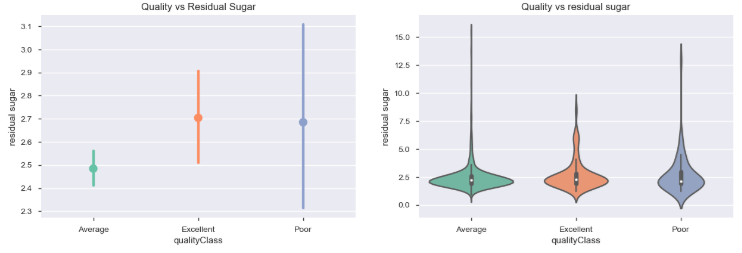 Quality vs Residual Sugar
3.1
3.0
2.9
2.8
2.7
2.6
2.5
2.4
2.3
residual sugar
Average Excellent Poor
qualityClass
Quality vs residual sugar
15.0
12.5
10.0
7.5
5.0
2.5
0.0
residual sugar
Average Excellent Poor
qualityClass